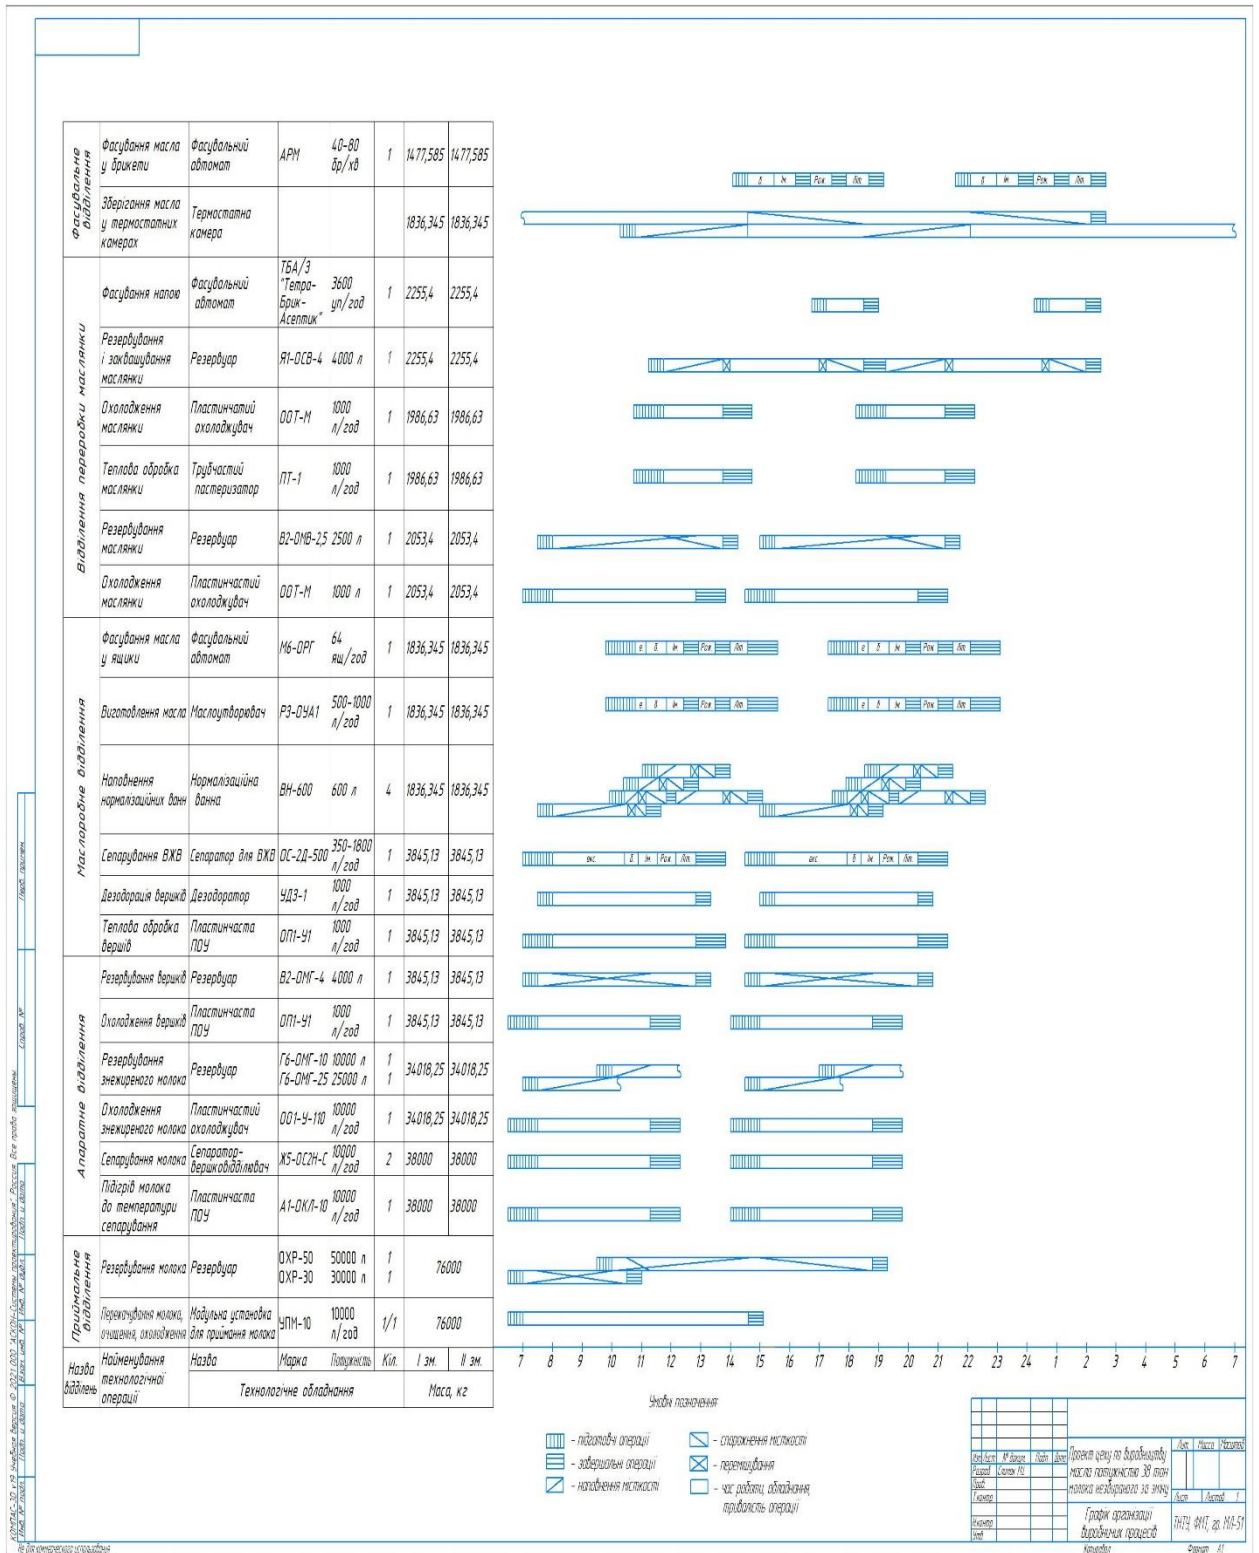 Фасувальне
відділення
Фасування масла
у брикети
Фасувальний
автомат
АРМ
40-80
бр/хв
1
1477,585
1477,585
Зберігання масла
у термостатних
камерах
Термостатна
камера
1836,345
1836,345
Відділення переробки маслянки
Фасування напою
Фасувальний
автомат
ТБА/3
"Тетра-
Брик-
Асептик"
3600
уп/год
1
2255,4
2255,4
Резервування
і заквашування
маслянки
Резервуар
Я1-ОСВ-4
4000 л
1
2255,4
2255,4
Охолодження
маслянки
Пластинчатий
охолоджувач
ООТ-М
1000
л/год
1
1986,63
1986,63
Теплова обробка
маслянки
Трубчастий
пастеризатор
ПТ-1
1000
л/год
1
1986,63
1986,63
Резервування
маслянки
Резервуар
В2-ОМВ-2,5
2500 л
1
2053,4
2053,4
Охолодження
маслянки
Пластинчастий
охолоджувач
ООТ-М
1000 л
1
2053,4
2053,4
Маслоробне відділення
Фасування масла
у ящики
Фасувальний
автомат
М6-ОРГ
64
ящ/год
1
1836,345
1836,345
Виготовлення масла
Маслоутворювач
РЗ-ОУА1
500-1000
л/год
1
1836,345
1836,345
Наповнення
нормалізаційних ванн
Нормалізаційна
ванна
ВН-600
600 л
4
1836,345
1836,345
Сепарування ВЖВ
Сепаратор для ВЖВ
ОС-2Д-500
350-1800
л/год
1
3845,13
3845,13
Дезодорація вершків
Дезодоратор
УДЗ-1
1000
л/год
1
3845,13
3845,13
Теплова обробка
вершів
Пластинчаста
ПОУ
ОП1-У1
1000
л/год
1
3845,13
3845,13
Апаратне відділення
Резервування вершків
Резервуар
В2-ОМГ-4
4000 л
1
3845,13
3845,13
Охолодження вершків
Пластинчаста
ПОУ
ОП1-У1
1000
л/год
1
3845,13
3845,13
Резервування
знежиреного молока
Резервуар
Г6-ОМГ-10
Г6-ОМГ-25
10000 л
25000 л
1
1
34018,25
34018,25
Охолодження
знежиреного молока
Пластинчастий
охолоджувач
ОО1-У-110
10000
л/год
1
34018,25
34018,25
Сепарування молока
Сепаратор-
вершковідділювач
Ж5-ОС2Н-С
10000
л/год
2
38000
38000
Підігрів молока
до температури
сепарування
Пластинчаста
ПОУ
А1-ОКЛ-10
10000
л/год
1
38000
38000
Приймальне
відділення
Резервування молока
Резервуар
ОХР-50
ОХР-30
50000 л
30000 л
1
1
76000
Перекачування молока,
очищення, охолодження
Модульна установка
для приймання молока
УПМ-10
10000
л/год
1/1
76000
Назва
відділень
Найменування
технологічної
операції
Назва
Марка
Потужність
Кіл.
I зм.
II зм.
Технологічне обладнання
Маса, кг
7 8 9 10 11 12 13 14 15 16 17 18 19 20 21 22 23 24 1 2 3 4 5 6 7
Умовні позначення
- підготовчі операції
- завершальні операції
- наповнення місткості
- спорожнення місткості
- перемішування
- час роботи, обладнання,
тривалість операції
Проект цеху по виробництву
масла потужністю 38 тон
молока незбираного за зміну
Графік організації
виробничих процесів
ТНТУ, ФМТ, гр. МЛ-51
Лит.
Масса
Масштаб
Лист
Листов 1
Копировал
Формат А1
Не для коммерческого использования